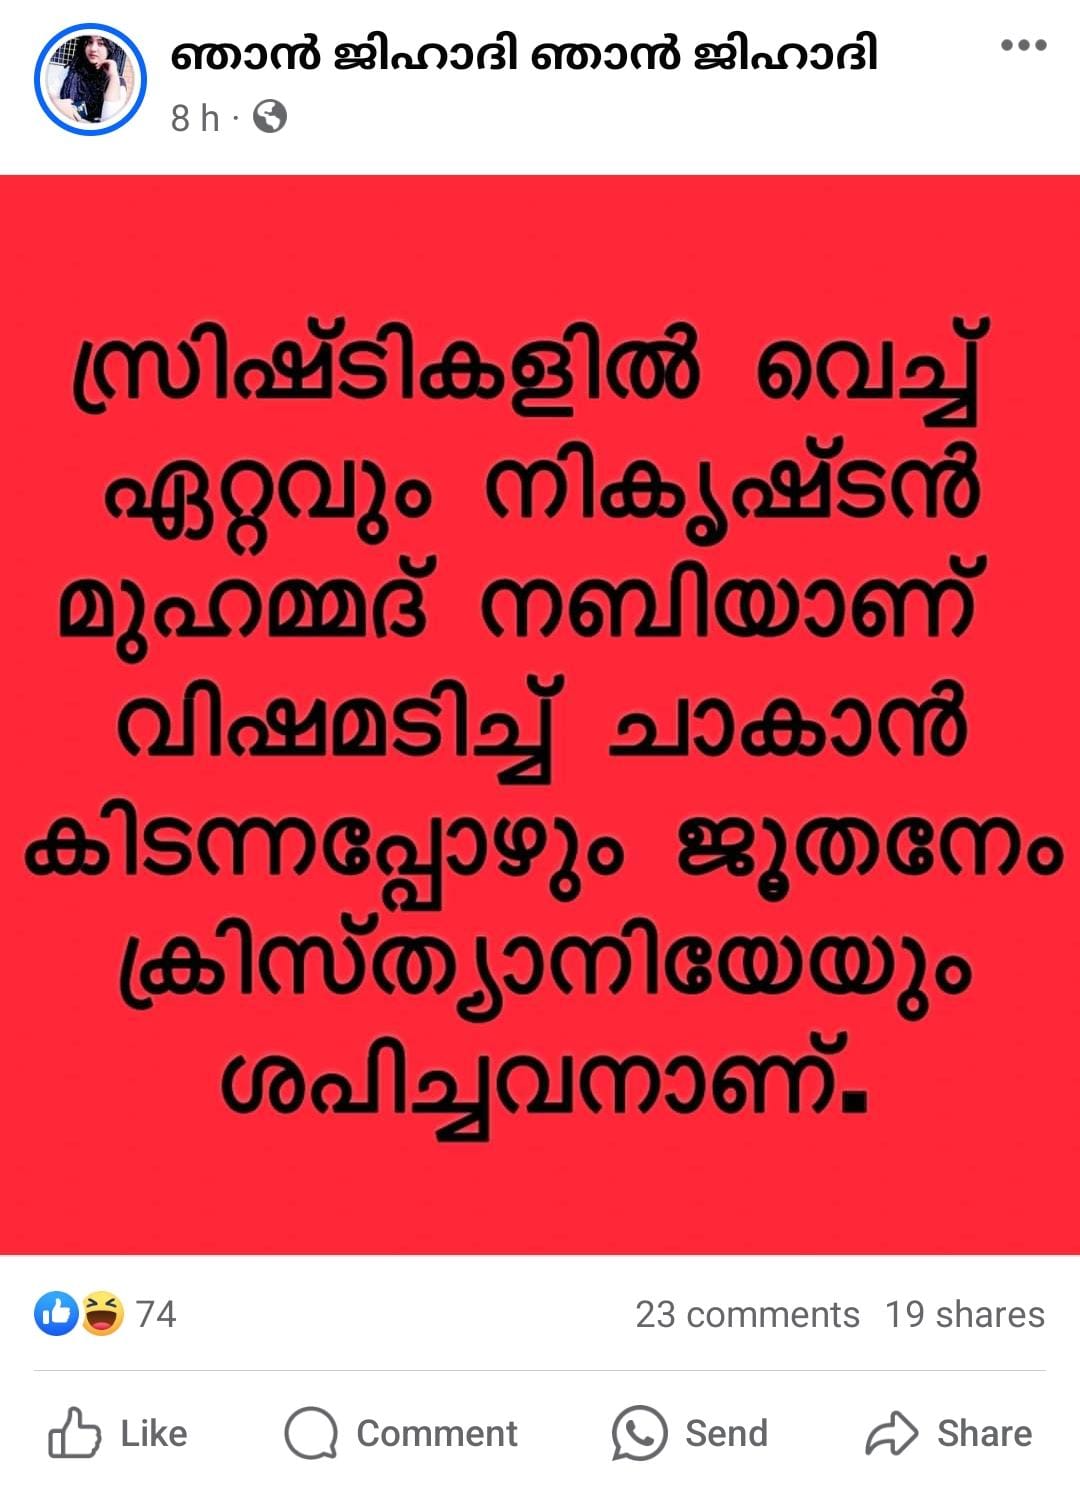 ഞാൻ ജിഹാദി ഞാൻ ജിഹാദി
8 h ·
സ്രിഷ്ടികളിൽ വെച്ച്
ഏറ്റവും നികൃഷ്ടൻ
മുഹമ്മദ് നബിയാണ്
വിഷമടിച്ച് ചാകാൻ
കിടന്നപ്പോഴും ജൂതനേം
ക്രിസ്ത്യാനിയേയും
ശപിച്ചവനാണ്.
74 23 comments 19 shares
Like Comment Send Share